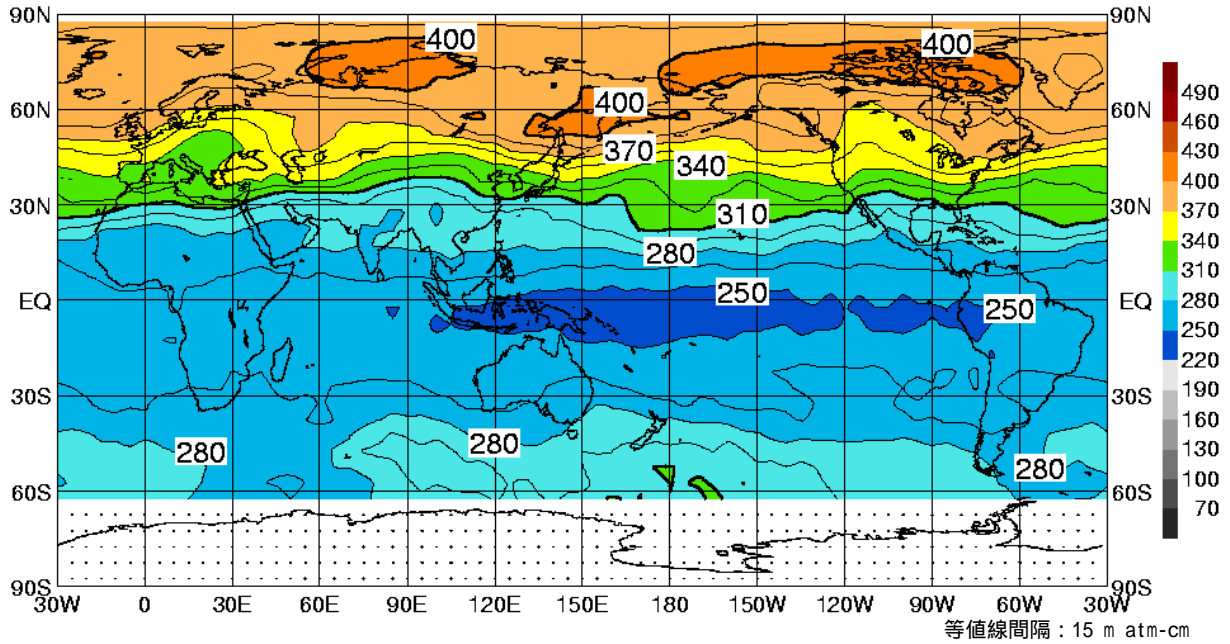 90N 90N
400 400
490
60N 400 60N
460
370 430
340 400
30N 310 30N 370
280 340
250 310
EQ 250 EQ 280
250
220
30S 30S 190
280 280 280 160
130
60S 60S 100
70
90S 90S
30W 0 30E 60E 90E 120E 150E 180 150W 120W 90W 60W 30W
等値線間隔：15 m atm-cm